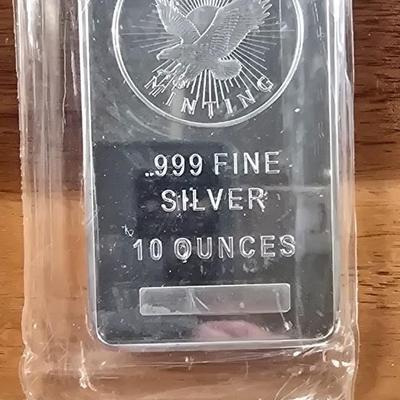 MINTING
.999 FINE
SILVER
10 OUNCES